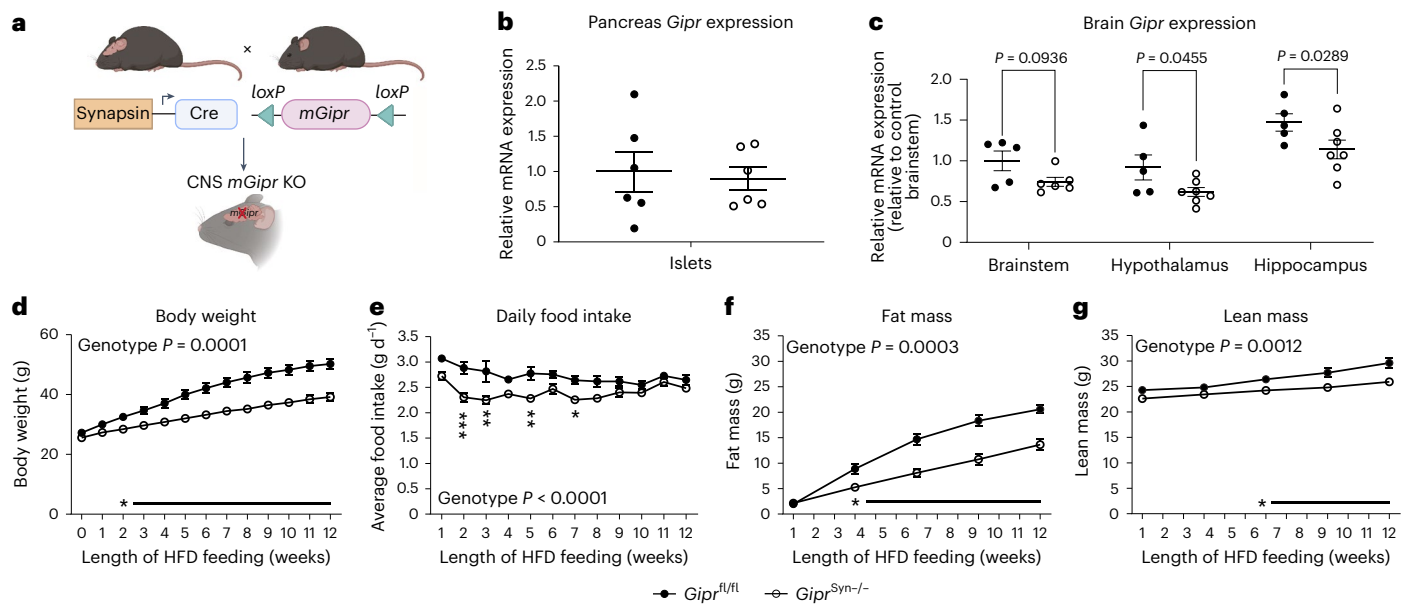 a
×
Synapsin
Cre
loxP
mGipr
loxP
CNS mGipr KO
mGipr
b
Pancreas Gipr expression
Relative mRNA expression
2.5
2.0
1.5
1.0
0.5
0
Islets
c
Brain Gipr expression
Relative mRNA expression
(relative to control
brainstem)
P = 0.0936
P = 0.0455
P = 0.0289
2.0
1.5
1.0
0.5
0
Brainstem
Hypothalamus
Hippocampus
d
Body weight
Genotype P = 0.0001
Body weight (g)
60
40
20
0
*
0 1 2 3 4 5 6 7 8 9 10 11 12
Length of HFD feeding (weeks)
e
Daily food intake
Average food intake (g d−1)
3.5
3.0
2.5
2.0
1.5
1.0
0.5
0
***
**
**
*
Genotype P < 0.0001
1 2 3 4 5 6 7 8 9 10 11 12
Length of HFD feeding (weeks)
f
Fat mass
Genotype P = 0.0003
Fat mass (g)
35
30
25
20
15
10
5
0
*
1 2 3 4 5 6 7 8 9 10 11 12
Length of HFD feeding (weeks)
g
Lean mass
Genotype P = 0.0012
Lean mass (g)
35
30
25
20
15
10
5
0
*
1 2 3 4 5 6 7 8 9 10 11 12
Length of HFD feeding (weeks)
Gipr fl/fl
Gipr Syn−/−